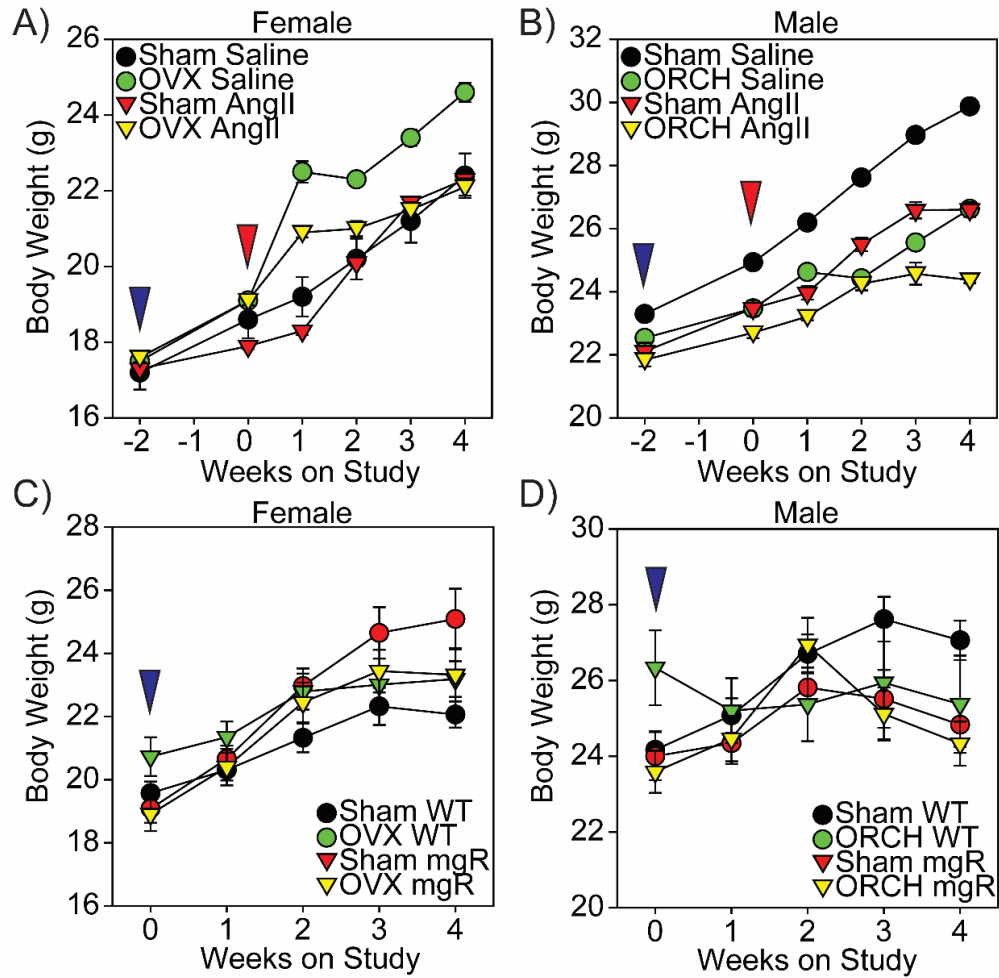 A)
Female
Body Weight (g)
26
24
22
20
18
16
Sham Saline
OVX Saline
Sham AngII
OVX AngII
-2 -1 0 1 2 3 4
Weeks on Study
B)
Male
Body Weight (g)
32
30
28
26
24
22
20
Sham Saline
ORCH Saline
Sham AngII
ORCH AngII
-2 -1 0 1 2 3 4
Weeks on Study
C)
Female
Body Weight (g)
28
26
24
22
20
18
16
Sham WT
OVX WT
Sham mgR
OVX mgR
0 1 2 3 4
Weeks on Study
D)
Male
Body Weight (g)
30
28
26
24
22
20
Sham WT
ORCH WT
Sham mgR
ORCH mgR
0 1 2 3 4
Weeks on Study